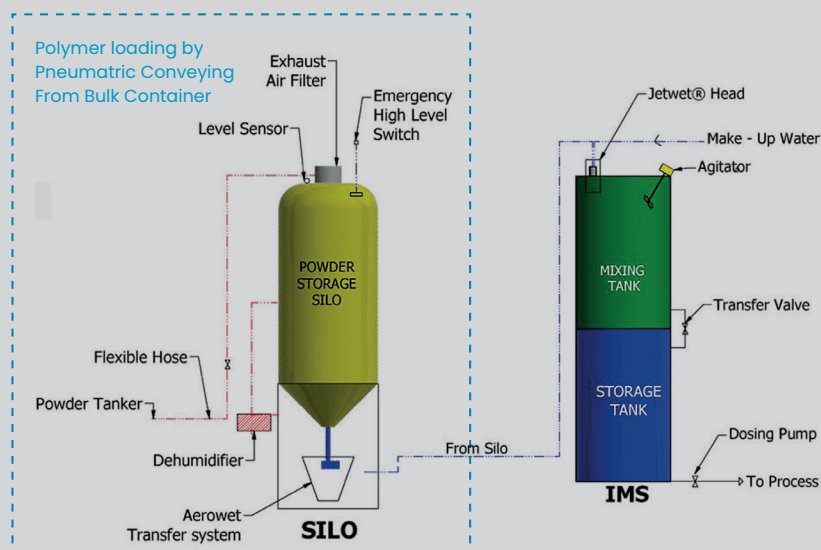 Polymer loading by
Pneumatric Conveying
From Bulk Container
Exhaust
Air Filter
Emergency
High Level
Switch
Level Sensor
Jetwet® Head
Make - Up Water
Agitator
POWDER
STORAGE
SILO
MIXING
TANK
Transfer Valve
Flexible Hose
Powder Tanker
STORAGE
TANK
Dosing Pump
From Silo
Dehumidifier
To Process
IMS
Aerowet
Transfer system
SILO